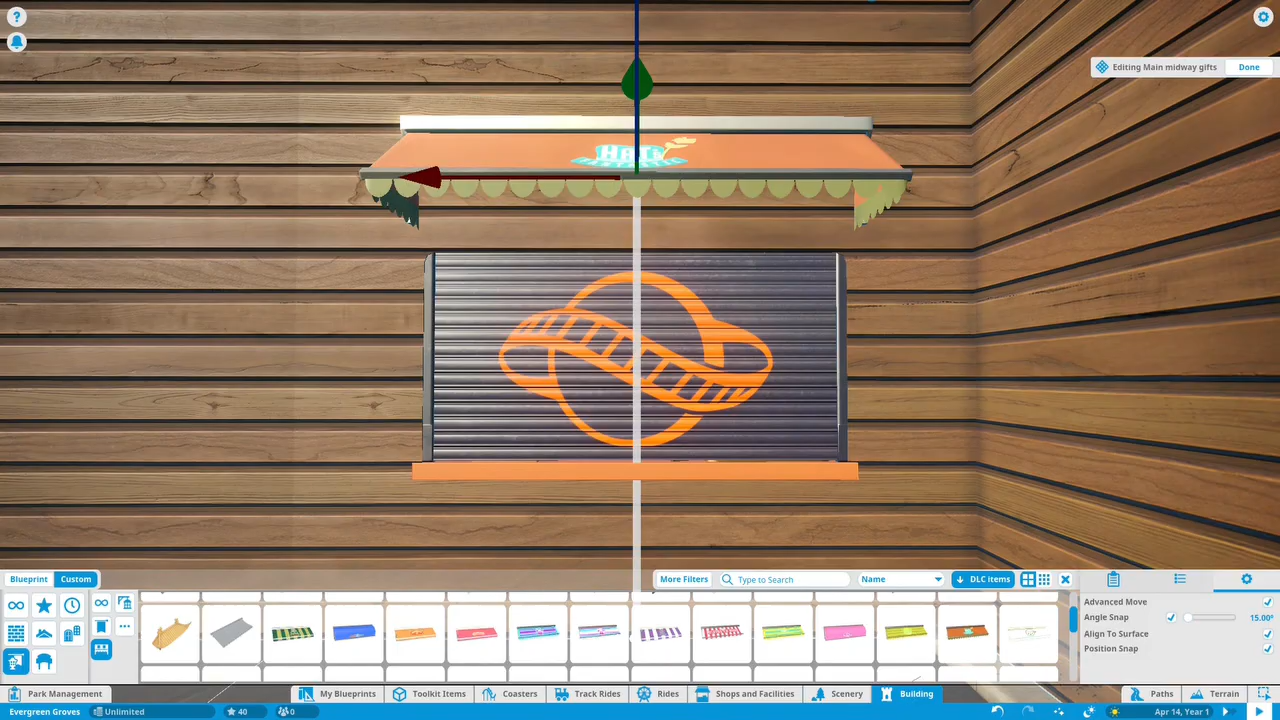 ?
Editing Main midway gifts Done
Blueprint Custom
More Filters Type to Search Name DLC items
Advanced Move
Angle Snap 15.00°
Align To Surface
Position Snap
Park Management My Blueprints Toolkit Items Coasters Track Rides Rides Shops and Facilities Scenery Building Paths Terrain
Evergreen Groves Unlimited 40 0 Apr 14, Year 1